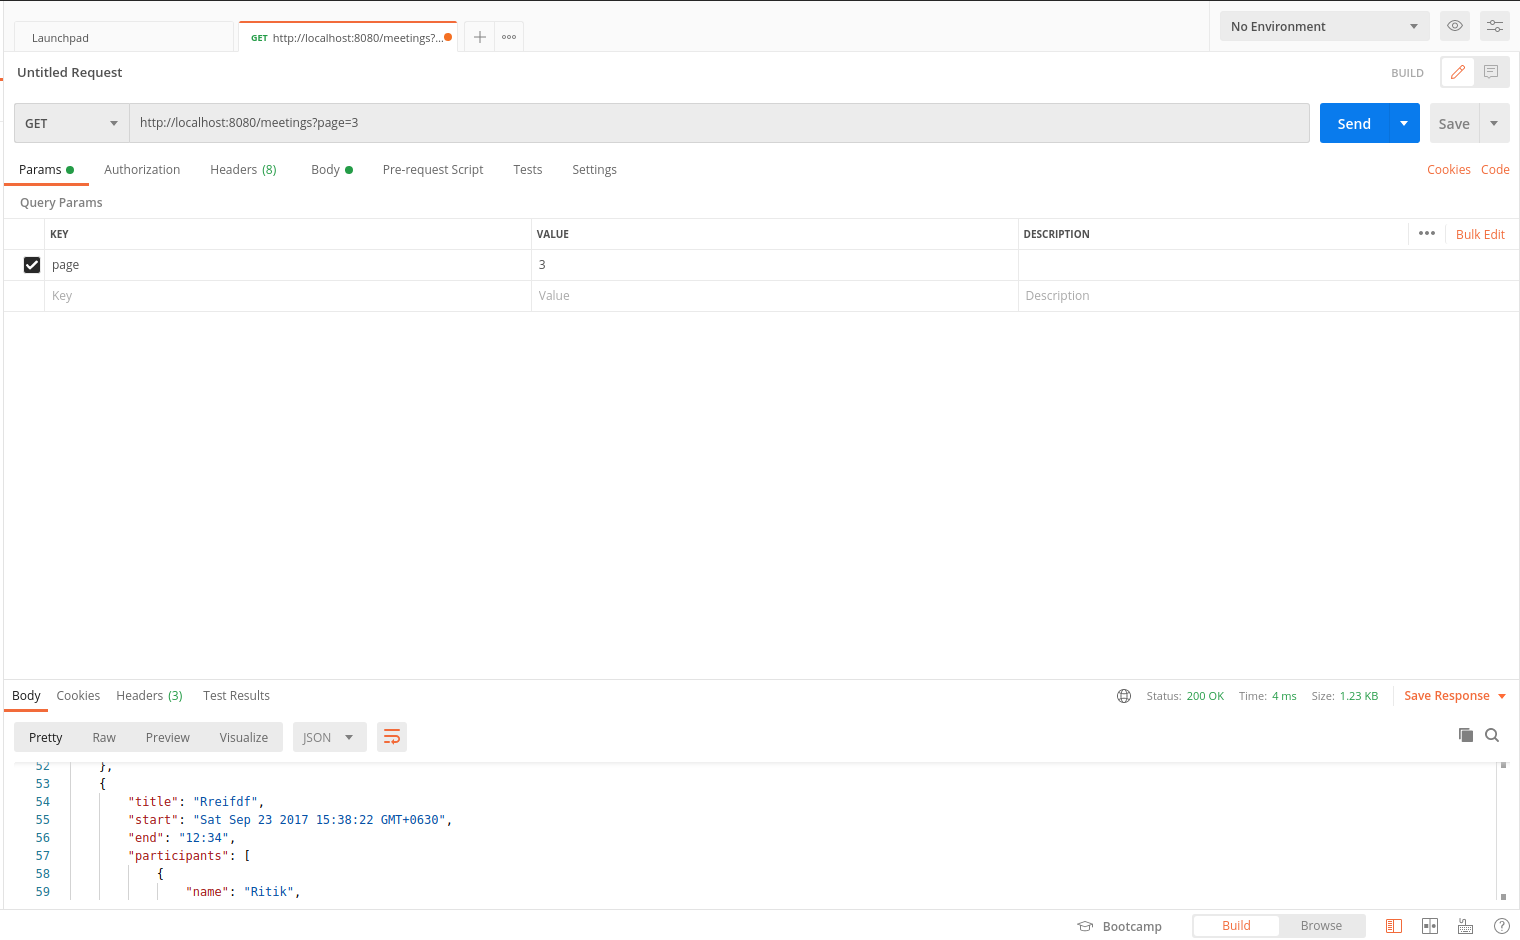 Launchpad
GET http://localhost:8080/meetings?...
No Environment
Untitled Request
BUILD
GET http://localhost:8080/meetings?page=3
Send
Save
Params Authorization Headers (8) Body Pre-request Script Tests Settings
Cookies Code
Query Params
KEY VALUE DESCRIPTION
Bulk Edit
page 3
Key Value Description
Body Cookies Headers (3) Test Results
Status: 200 OK Time: 4 ms Size: 1.23 KB Save Response
Pretty Raw Preview Visualize JSON
52 },
53 {
54 "title": "Rreifdf",
55 "start": "Sat Sep 23 2017 15:38:22 GMT+0630",
56 "end": "12:34",
57 "participants": [
58 {
59 "name": "Ritik",
Bootcamp Build Browse